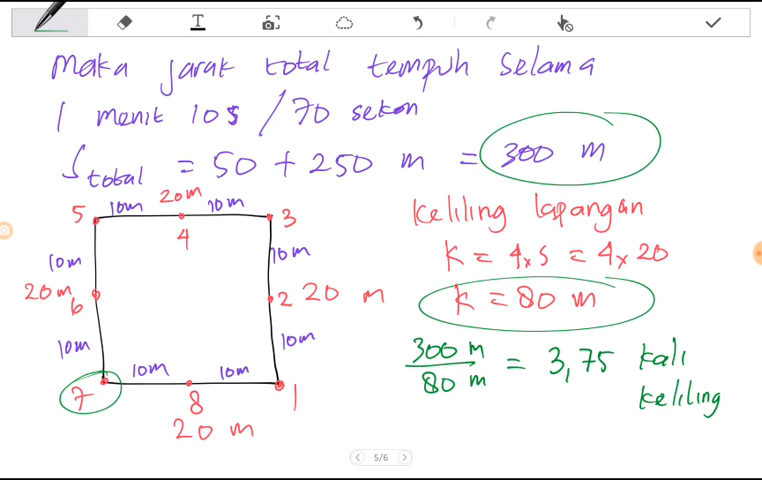 T
Maka jarak total tempuh selama
1 menit 10s / 70 sekon
S total = 50 + 250 m = 300 m
5
10m
20m
10m
3
4
10m
10m
20m
6
2
20 m
10m
10m
7
10m
10m
8
1
20 m
Keliling lapangan
K = 4 x s = 4 x 20
K = 80 m
300 m
80 m
= 3,75 kali
keliling
5/6